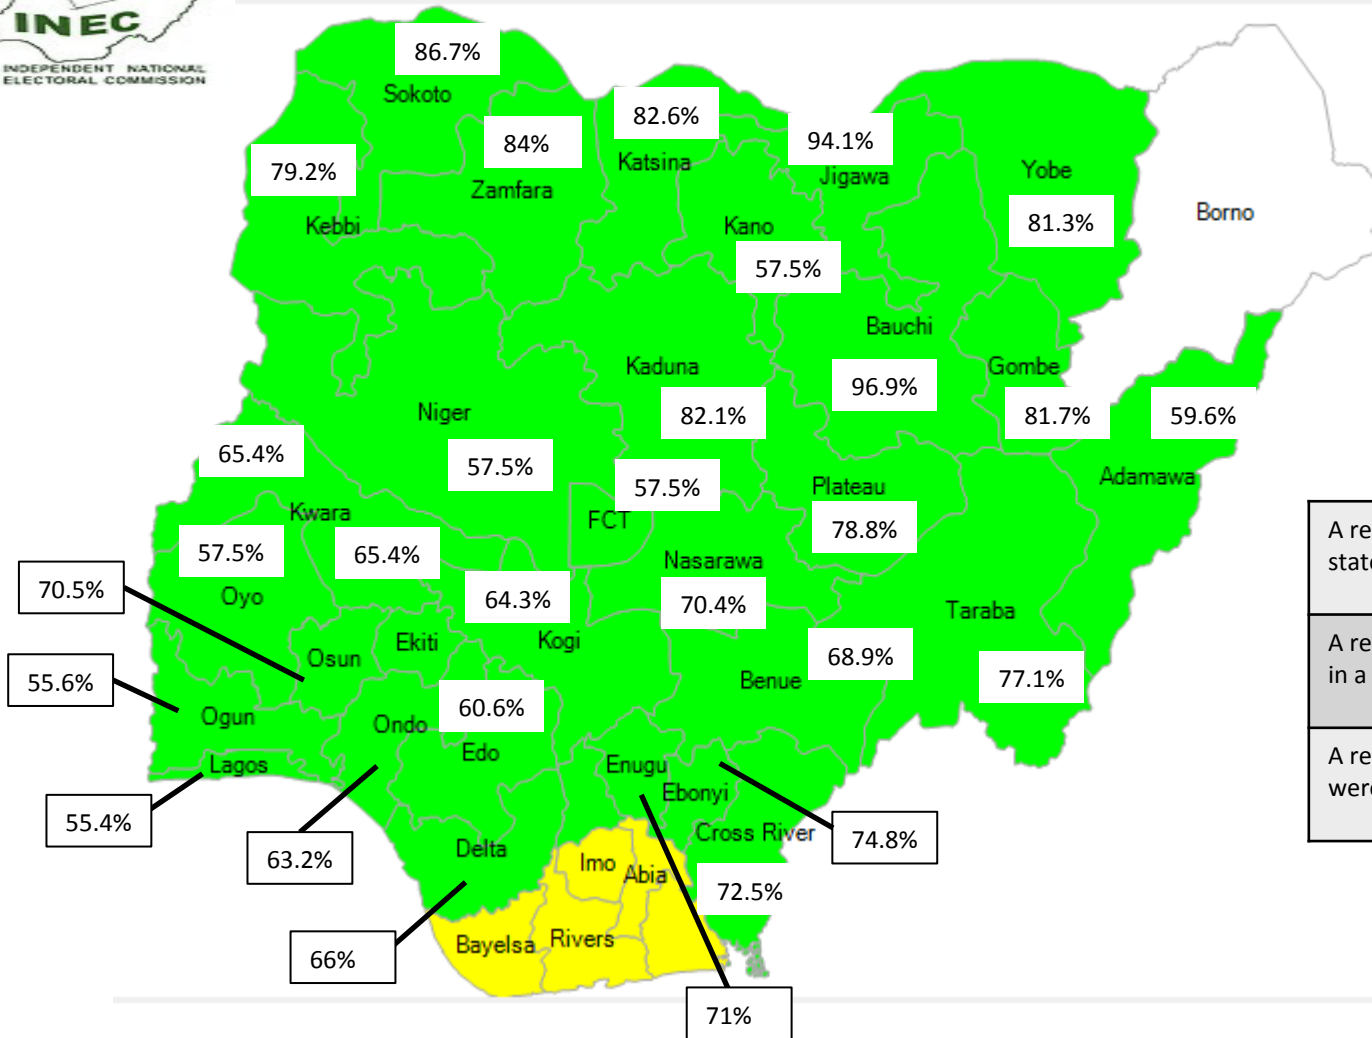 INEC
INDEPENDENT NATIONAL
ELECTORAL COMMISSION
86.7%
Sokoto
84%
Zamfara
82.6%
Katsina
94.1%
Jigawa
Yobe
81.3%
Borno
79.2%
Kebbi
Kano
57.5%
Bauchi
96.9%
Gombe
81.7%
59.6%
Adamawa
Kaduna
82.1%
Niger
57.5%
65.4%
Kwara
65.4%
57.5%
FCT
Plateau
78.8%
Nasarawa
70.4%
57.5%
Oyo
70.5%
Osun
Ekiti
64.3%
Kogi
68.9%
Benue
Taraba
77.1%
55.6%
Ogun
Lagos
55.4%
Ondo
63.2%
60.6%
Edo
Enugu
Ebonyi
74.8%
Cross River
72.5%
Delta
66%
Imo
Abia
Bayelsa
Rivers
71%
A re
state
A re
in a
A re
were